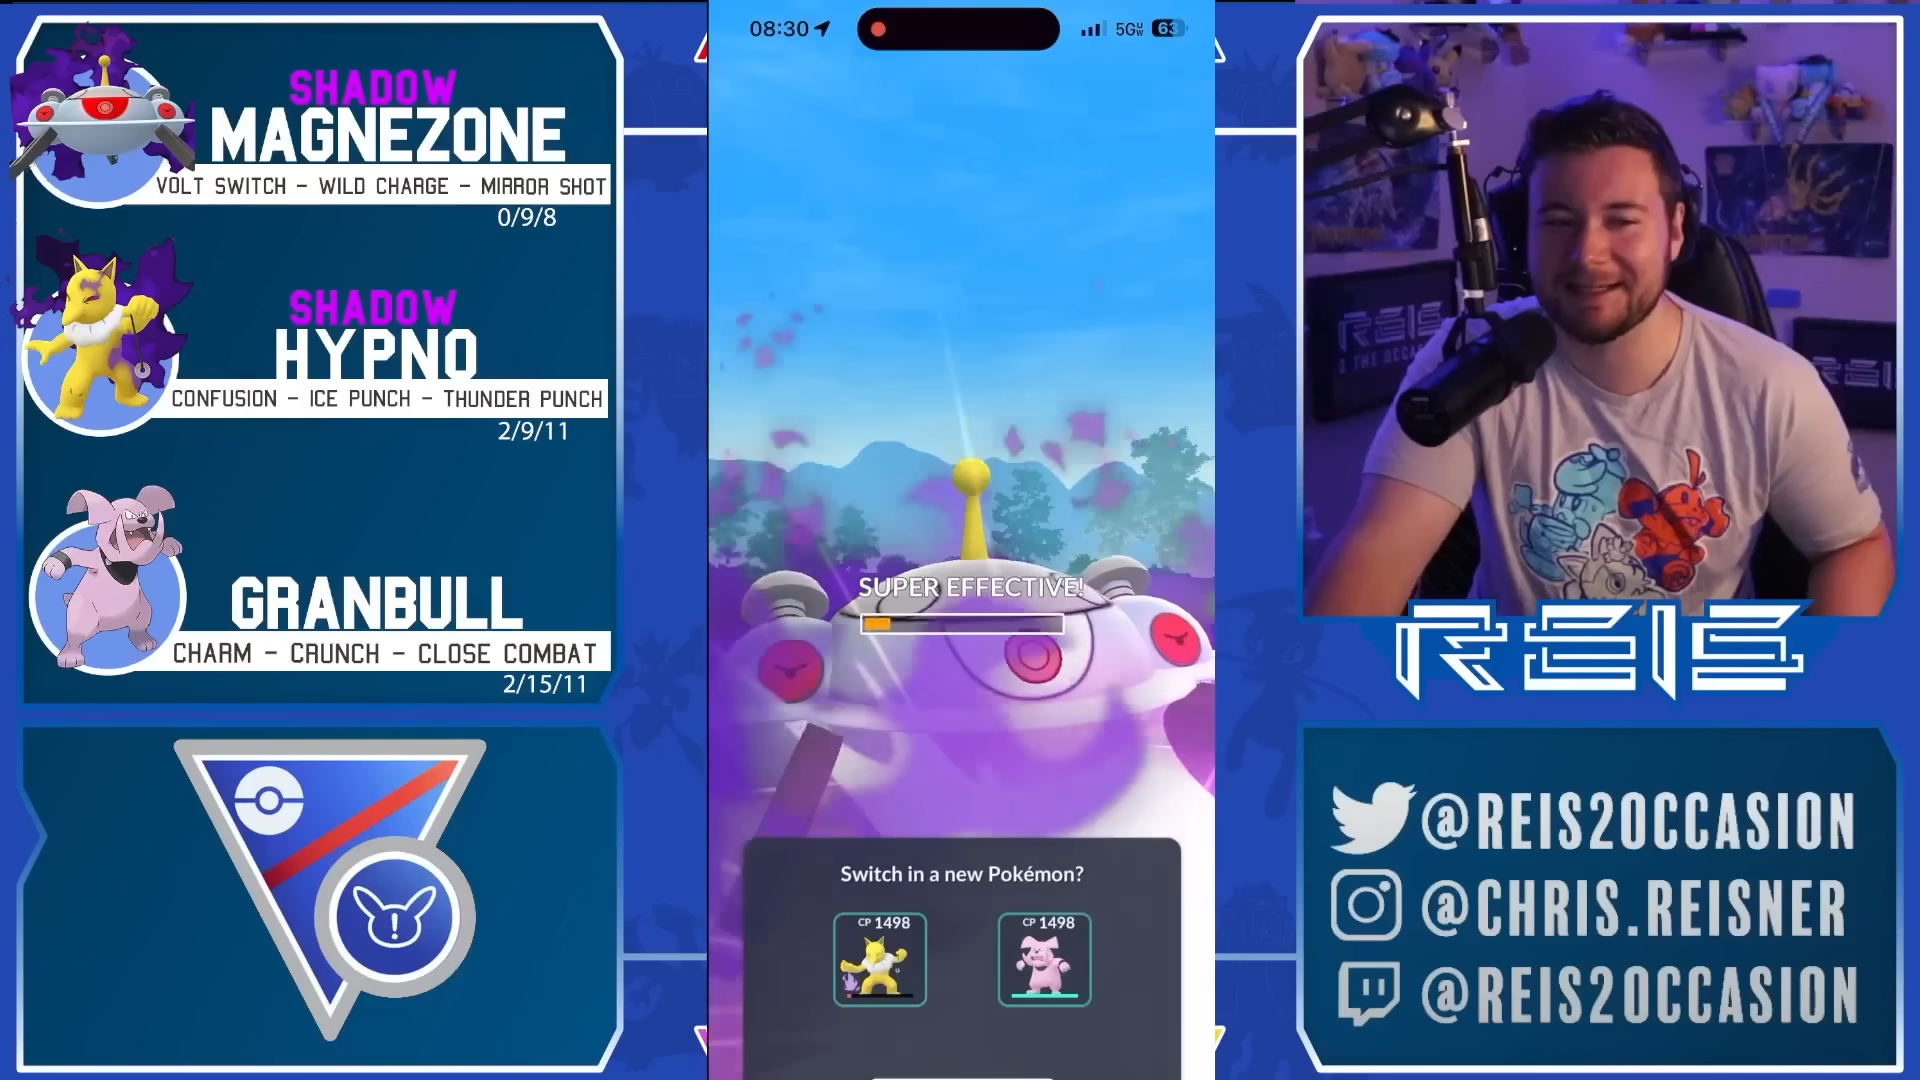 SHADOW
MAGNEZONE
VOLT SWITCH - WILD CHARGE - MIRROR SHOT
0/9/8
SHADOW
HYPNO
CONFUSION - ICE PUNCH - THUNDER PUNCH
2/9/11
GRANBULL
CHARM - CRUNCH - CLOSE COMBAT
2/15/11
08:30
5G
63
SUPER EFFECTIVE!
Switch in a new Pokémon?
CP 1498
CP 1498
REIS
REIS
REIS
@REIS2OCCASION
@CHRIS.REISNER
@REIS2OCCASION